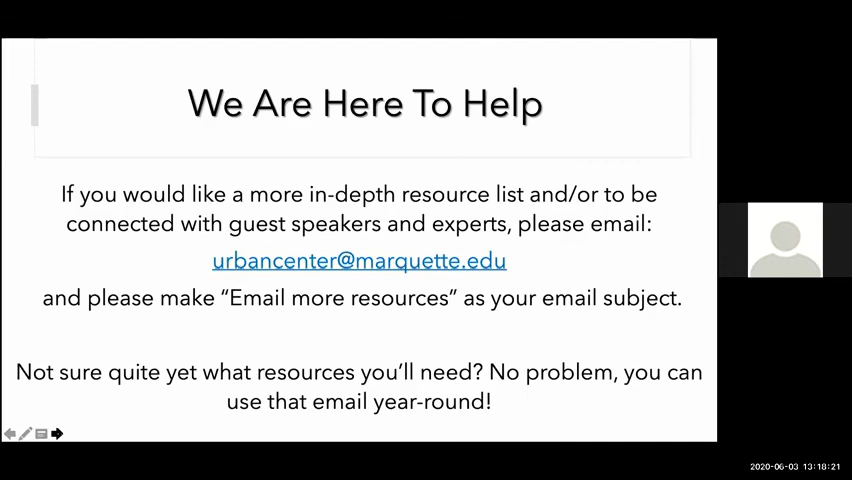 We Are Here To Help
If you would like a more in-depth resource list and/or to be
connected with guest speakers and experts, please email:
urbancenter@marquette.edu
and please make “Email more resources” as your email subject.
Not sure quite yet what resources you’ll need? No problem, you can
use that email year-round!
2020-06-03 13:18:21